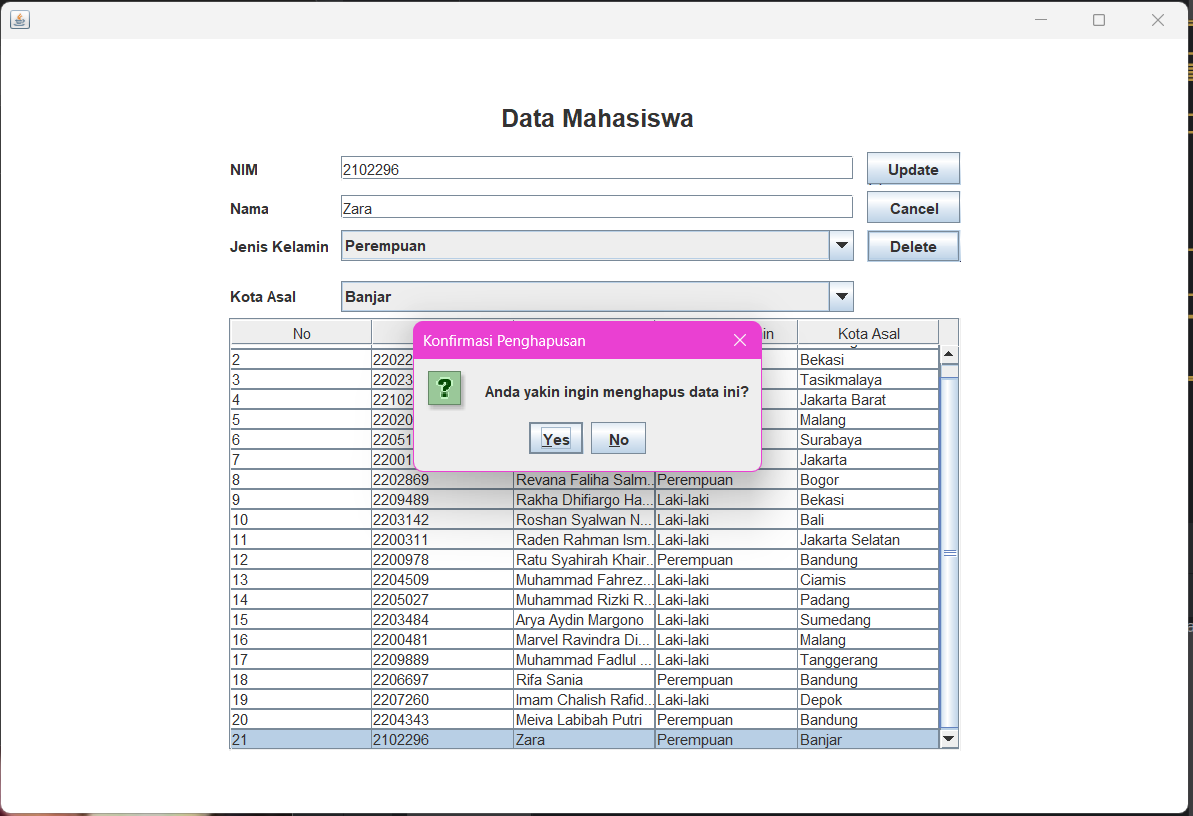 Data Mahasiswa
NIM 2102296 Update
Nama Zara Cancel
Jenis Kelamin Perempuan Delete
Kota Asal Banjar
No in Kota Asal
Konfirmasi Penghapusan
Anda yakin ingin menghapus data ini?
Yes No
2 22022 Bekasi
3 22023 Tasikmalaya
4 22102 Jakarta Barat
5 22020 Malang
6 22051 Surabaya
7 22001 Jakarta
8 2202869 Revana Faliha Salm... Perempuan Bogor
9 2209489 Rakha Dhifiargo Ha... Laki-laki Bekasi
10 2203142 Roshan Syalwan N... Laki-laki Bali
11 2200311 Raden Rahman Ism... Laki-laki Jakarta Selatan
12 2200978 Ratu Syahirah Khair... Perempuan Bandung
13 2204509 Muhammad Fahrez... Laki-laki Ciamis
14 2205027 Muhammad Rizki R... Laki-laki Padang
15 2203484 Arya Aydin Margono Laki-laki Sumedang
16 2200481 Marvel Ravindra Di... Laki-laki Malang
17 2209889 Muhammad Fadlul ... Laki-laki Tanggerang
18 2206697 Rifa Sania Perempuan Bandung
19 2207260 Imam Chalish Rafid... Laki-laki Depok
20 2204343 Meiva Labibah Putri Perempuan Bandung
21 2102296 Zara Perempuan Banjar